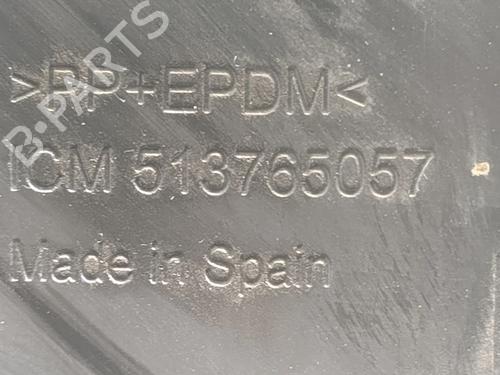 B-PARTS
>PP+EPDM<
ICM 513765057
Made in Spain